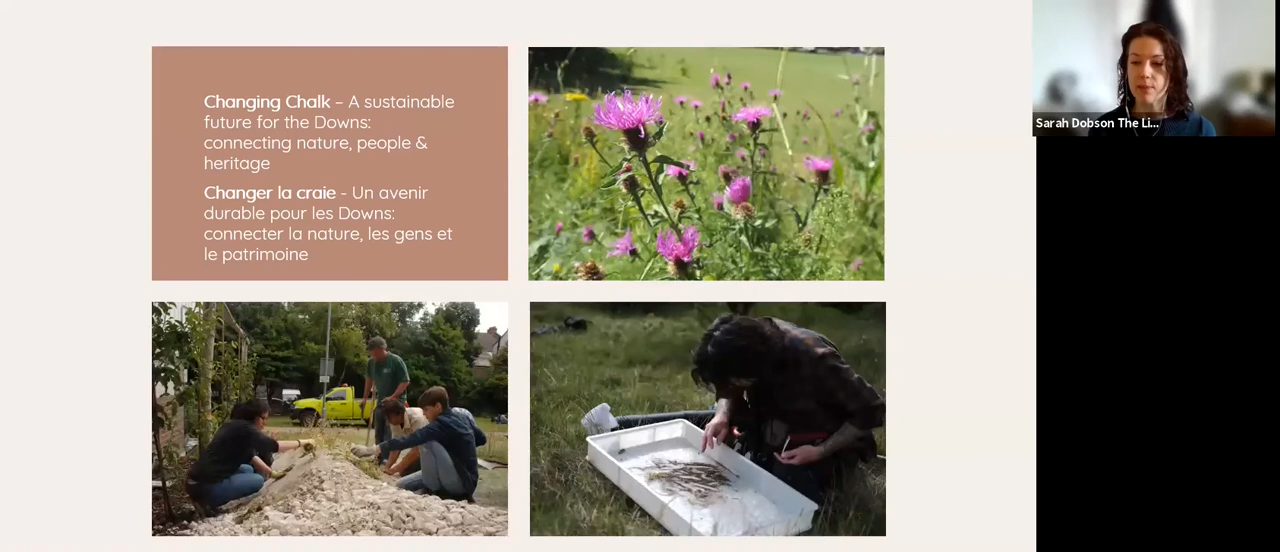 Changing Chalk – A sustainable
future for the Downs:
connecting nature, people &
heritage
Changer la craie - Un avenir
durable pour les Downs:
connecter la nature, les gens et
le patrimoine
Sarah Dobson The Li...